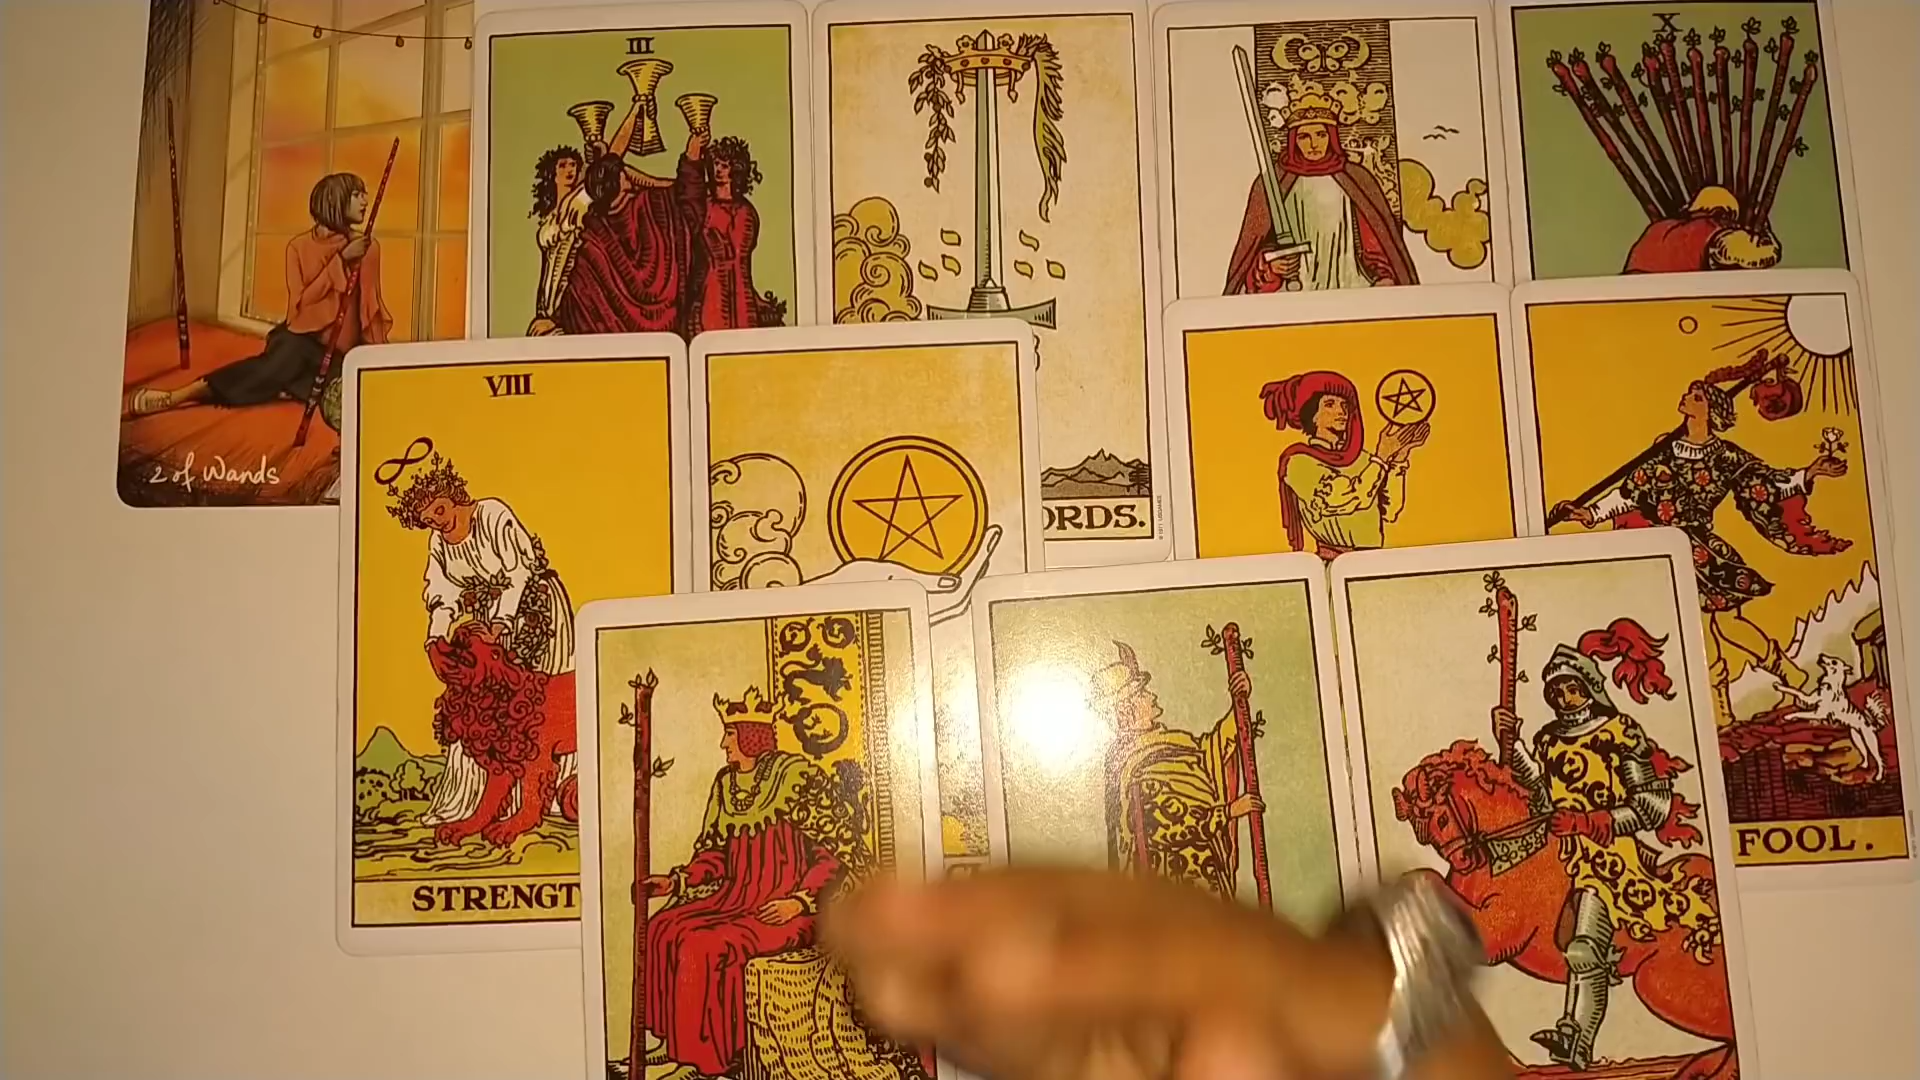 III
X
2 of Wands
VIII
ORDS.
STRENGT
FOOL.